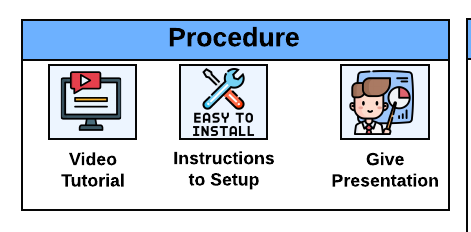 Procedure
EASY TO
INSTALL
Video
Tutorial
Instructions
to Setup
Give
Presentation